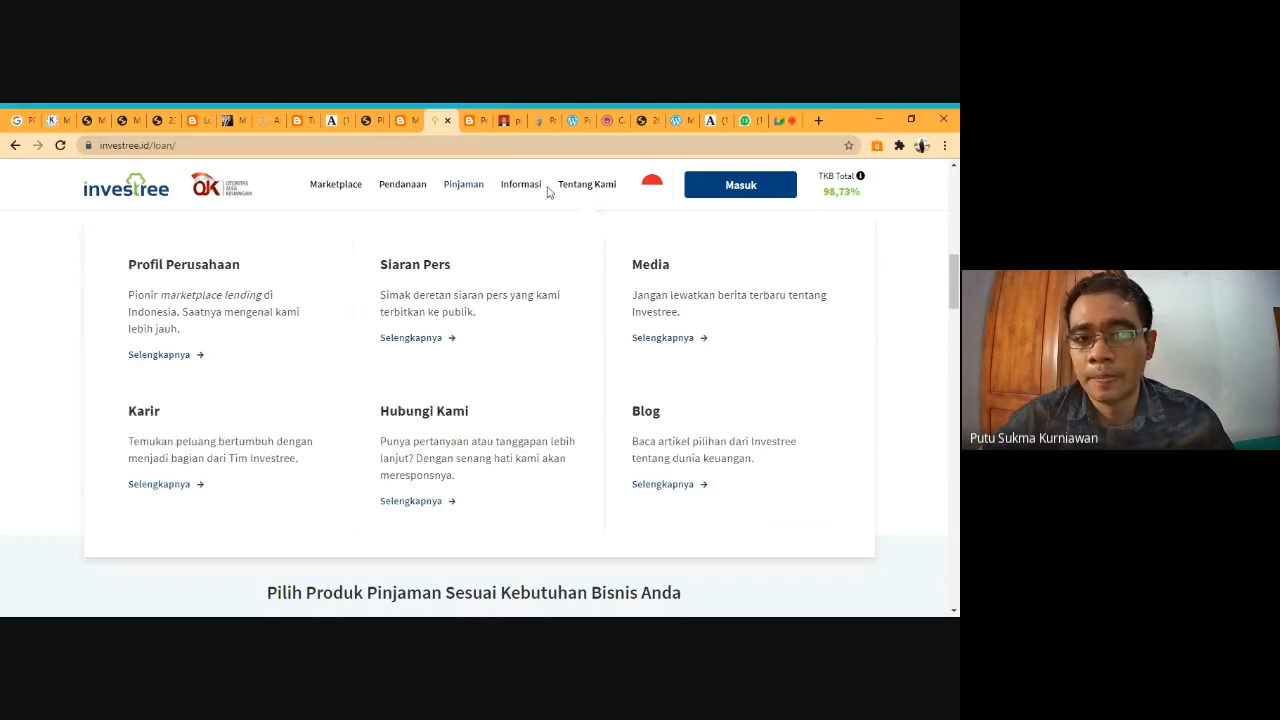 investree.id/loan/
investree
OJK OTORITAS JASA KEUANGAN
Marketplace
Pendanaan
Pinjaman
Informasi
Tentang Kami
Masuk
TKB Total
98,73%
Profil Perusahaan
Pionir marketplace lending di
Indonesia. Saatnya mengenal kami
lebih jauh.
Selengkapnya →
Siaran Pers
Simak deretan siaran pers yang kami
terbitkan ke publik.
Selengkapnya →
Media
Jangan lewatkan berita terbaru tentang
Investree.
Selengkapnya →
Karir
Temukan peluang bertumbuh dengan
menjadi bagian dari Tim Investree.
Selengkapnya →
Hubungi Kami
Punya pertanyaan atau tanggapan lebih
lanjut? Dengan senang hati kami akan
meresponsnya.
Selengkapnya →
Blog
Baca artikel pilihan dari Investree
tentang dunia keuangan.
Selengkapnya →
Pilih Produk Pinjaman Sesuai Kebutuhan Bisnis Anda
Putu Sukma Kurniawan